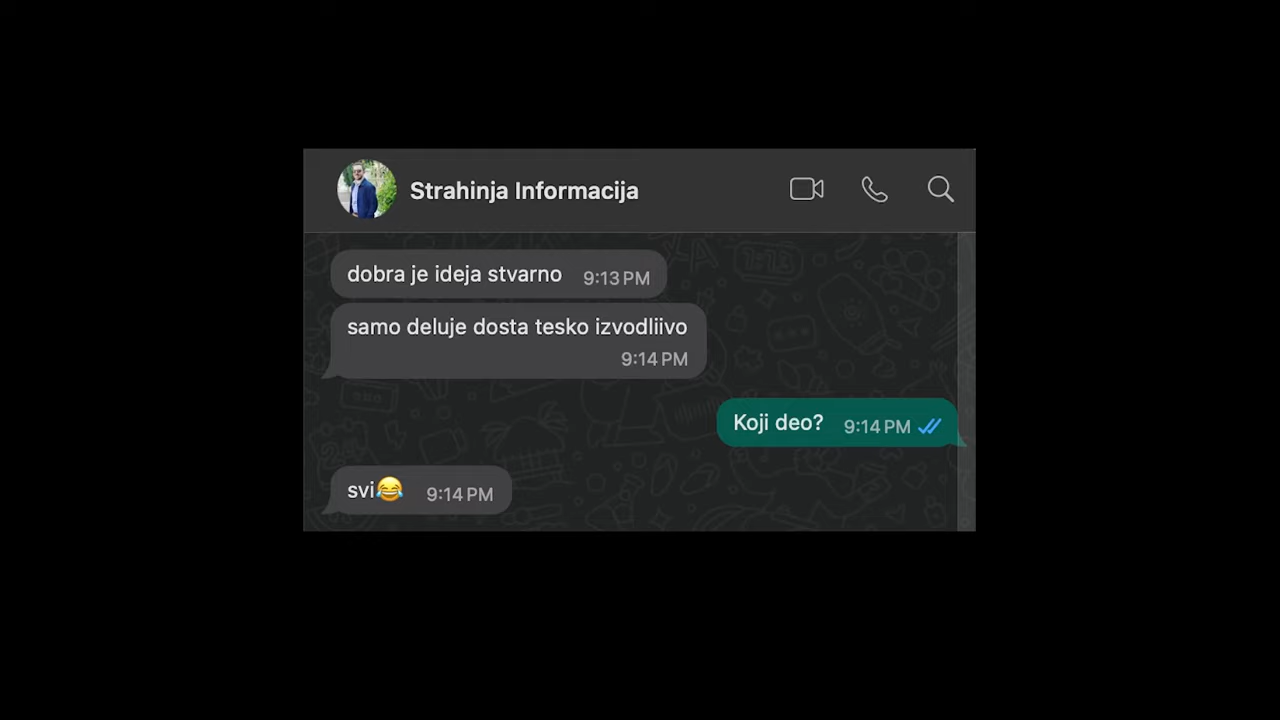 Strahinja Informacija
dobra je ideja stvarno 9:13 PM
samo deluje dosta tesko izvodliivo
9:14 PM
Koji deo? 9:14 PM
svi😂 9:14 PM